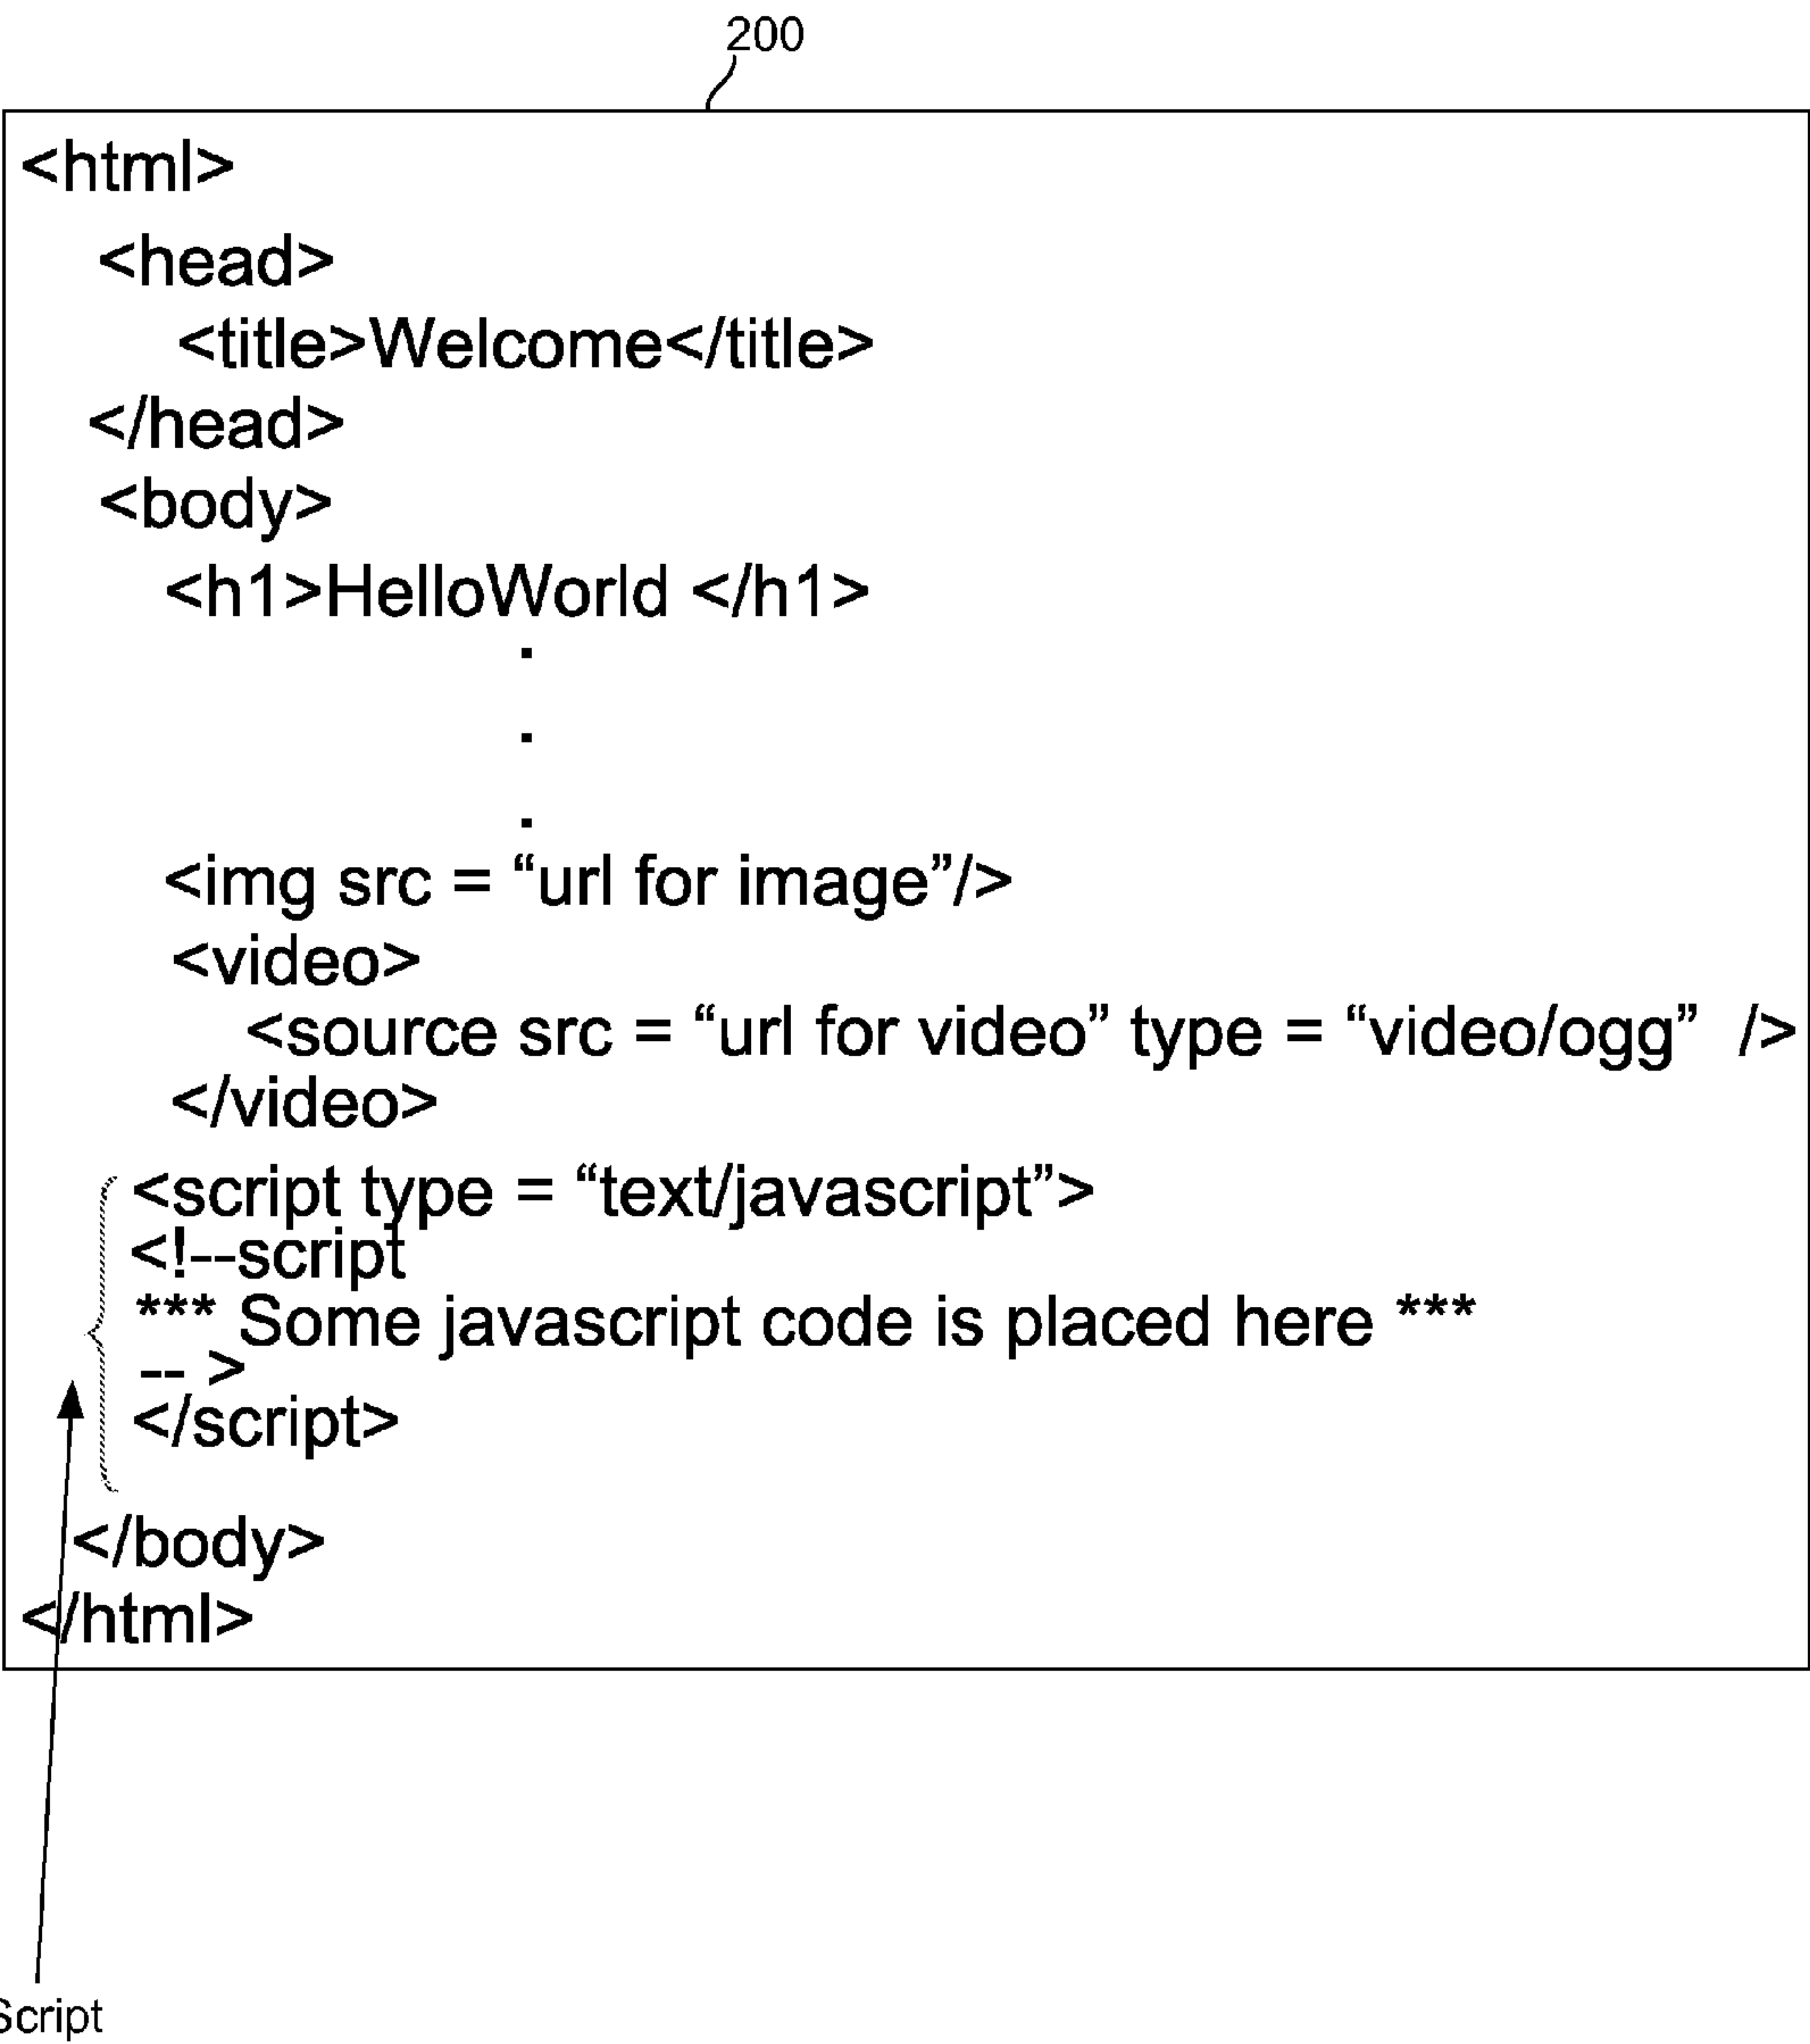 200
<html>
<head>
<title>Welcome</title>
</head>
<body>
<h1>HelloWorld </h1>
.
.
.
<img src = “url for image”/>
<video>
<source src = “url for video” type = “video/ogg”  />
</video>
<script type = “text/javascript”>
<!--script
*** Some javascript code is placed here ***
-- >
</script>
</body>
</html>
Script